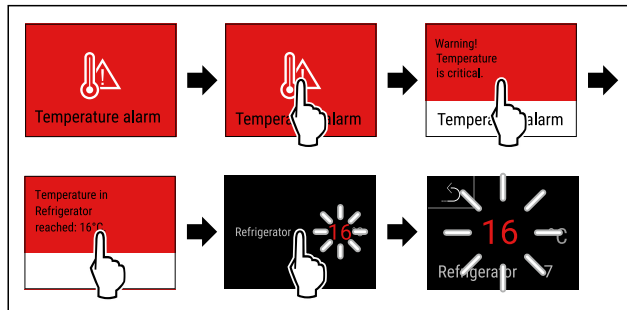 Temperature alarm
Temperature alarm
Warning!
Temperature
is critical.
Temperature alarm
Temperature in
Refrigerator
reached: 16°C
Refrigerator
16°
16 °C
Refrigerator 7